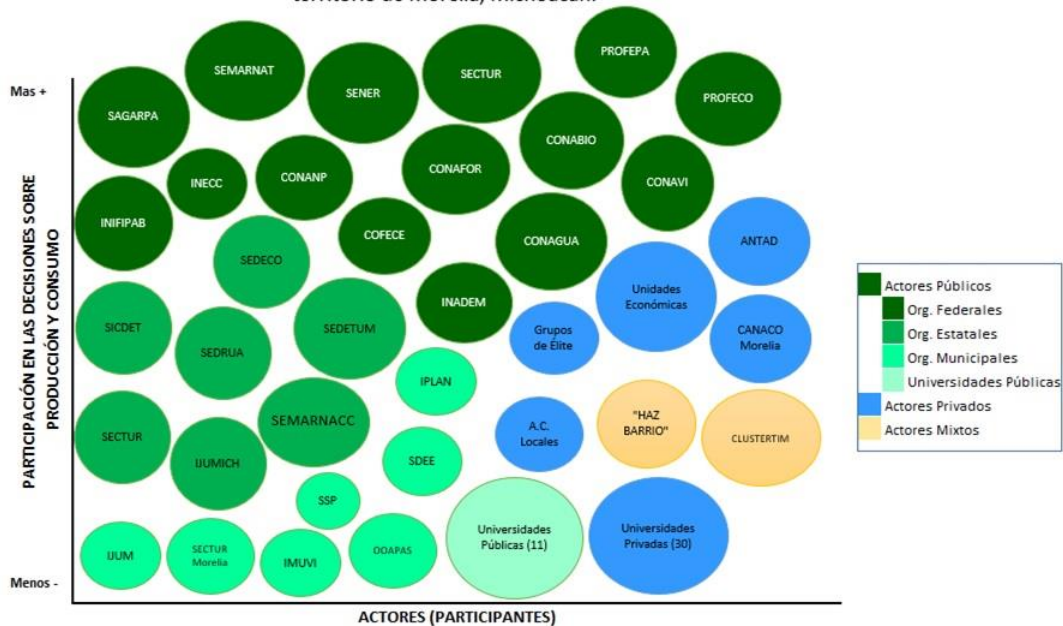 territorio de Morelia, Michoacán.
Mas +
PARTICIPACIÓN EN LAS DECISIONES SOBRE
PRODUCCIÓN Y CONSUMO
Menos -
SAGARPA
SEMARNAT
SENER
SECTUR
PROFEPA
PROFECO
INECC
CONANP
CONAFOR
CONABIO
CONAVI
INIFIPAB
COFECE
CONAGUA
ANTAD
SEDECO
INADEM
Unidades
Económicas
SICDET
SEDRUA
SEDETUM
Grupos
de Élite
CANACO
Morelia
IPLAN
SECTUR
IJUMICH
SEMARNACC
SDEE
A.C.
Locales
"HAZ
BARRIO"
CLUSTERTIM
SSP
IJUM
SECTUR
Morelia
IMUVI
OOAPAS
Universidades
Públicas (11)
Universidades
Privadas (30)
ACTORES (PARTICIPANTES)
Actores Públicos
Org. Federales
Org. Estatales
Org. Municipales
Universidades Públicas
Actores Privados
Actores Mixtos